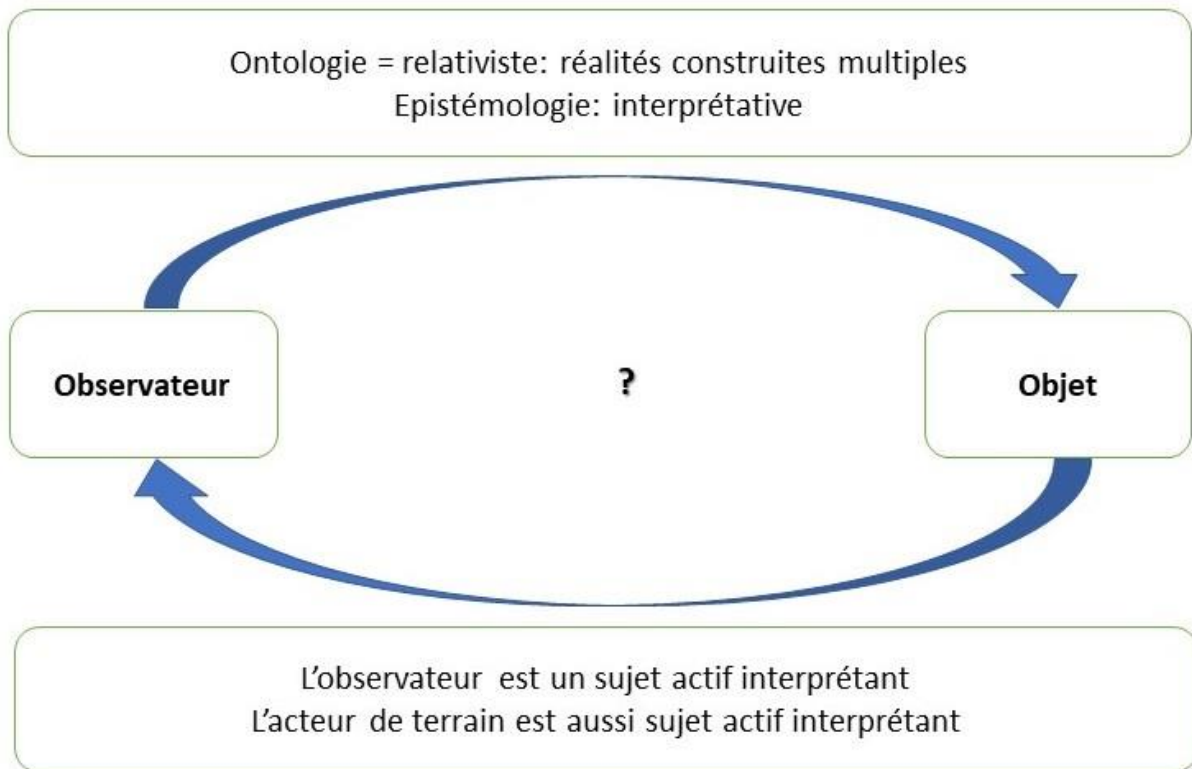 Ontologie = relativiste: réalités construites multiples
Epistémologie: interprétative
Observateur
?
Objet
L'observateur est un sujet actif interprétant
L'acteur de terrain est aussi sujet actif interprétant